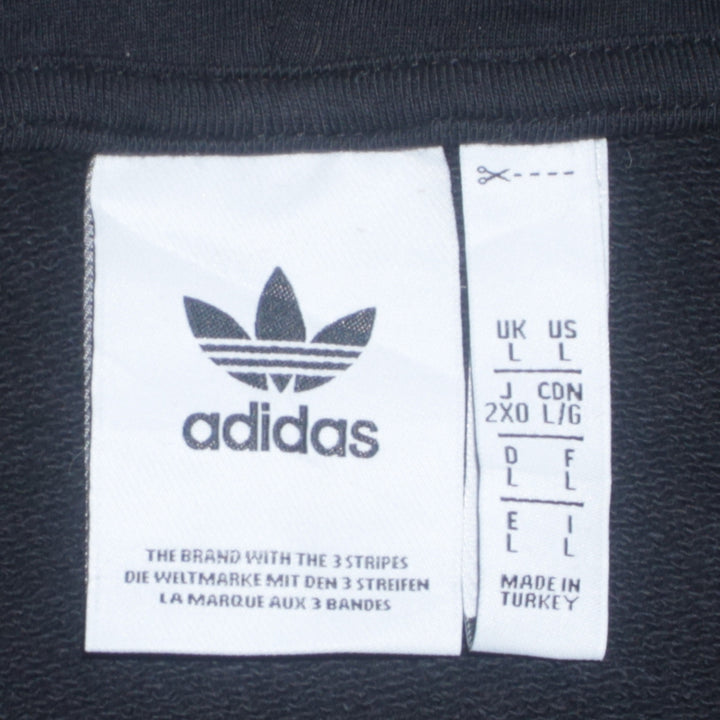 adidas
THE BRAND WITH THE 3 STRIPES
DIE WELTMARKE MIT DEN 3 STREIFEN
LA MARQUE AUX 3 BANDES
UK US
L L
J CDN
2XO L/G
D F
L L
E I
L L
MADE IN
TURKEY